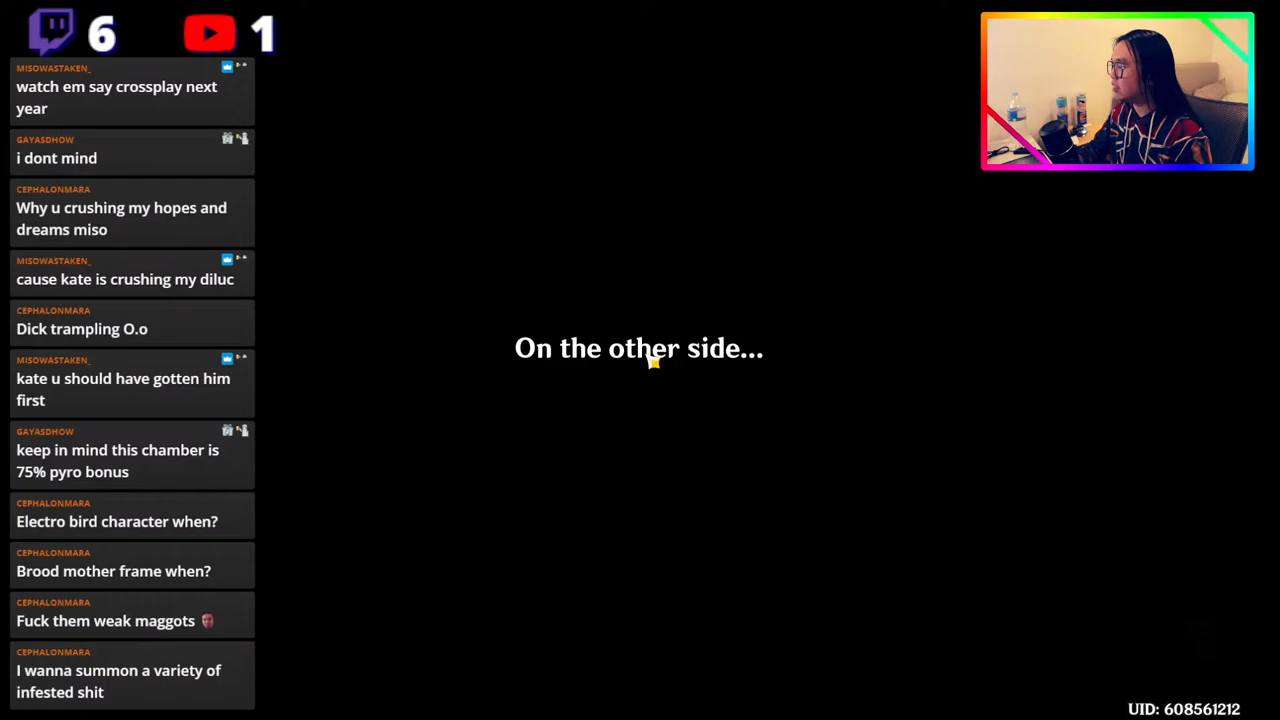 6
1
MISOWASTAKEN_
watch em say crossplay next
year
GAYASDHOW
i dont mind
CEPHALONMARA
Why u crushing my hopes and
dreams miso
MISOWASTAKEN_
cause kate is crushing my diluc
CEPHALONMARA
Dick trampling O.o
MISOWASTAKEN_
kate u should have gotten him
first
GAYASDHOW
keep in mind this chamber is
75% pyro bonus
CEPHALONMARA
Electro bird character when?
CEPHALONMARA
Brood mother frame when?
CEPHALONMARA
Fuck them weak maggots
CEPHALONMARA
I wanna summon a variety of
infested shit
On the other side...
UID: 608561212